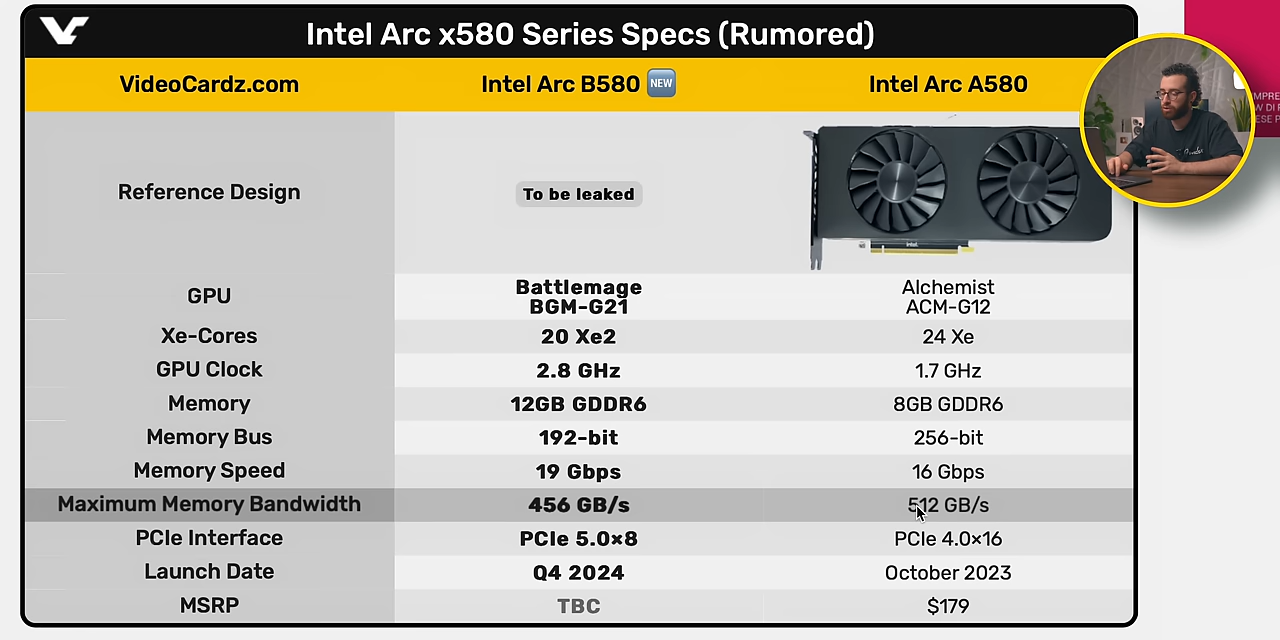 Intel Arc x580 Series Specs (Rumored)
VideoCardz.com Intel Arc B580 NEW Intel Arc A580
Reference Design To be leaked
intel
GPU Battlemage BGM-G21 Alchemist ACM-G12
Xe-Cores 20 Xe2 24 Xe
GPU Clock 2.8 GHz 1.7 GHz
Memory 12GB GDDR6 8GB GDDR6
Memory Bus 192-bit 256-bit
Memory Speed 19 Gbps 16 Gbps
Maximum Memory Bandwidth 456 GB/s 512 GB/s
PCIe Interface PCIe 5.0×8 PCIe 4.0×16
Launch Date Q4 2024 October 2023
MSRP TBC $179